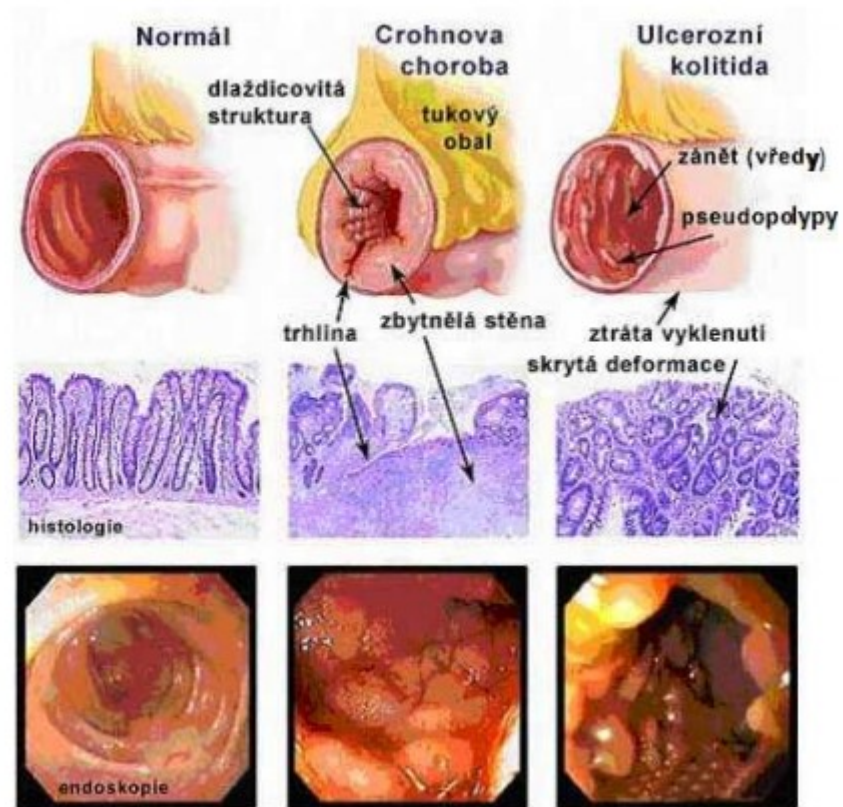 Normál
Crohnova
choroba
Ulcerozní
kolitida
dlaždicovitá
struktura
tukový
obal
zánět (vředy)
pseudopolypy
trhlina
zbytnělá stěna
ztráta vyklenutí
skrytá deformace
histologie
endoskopie